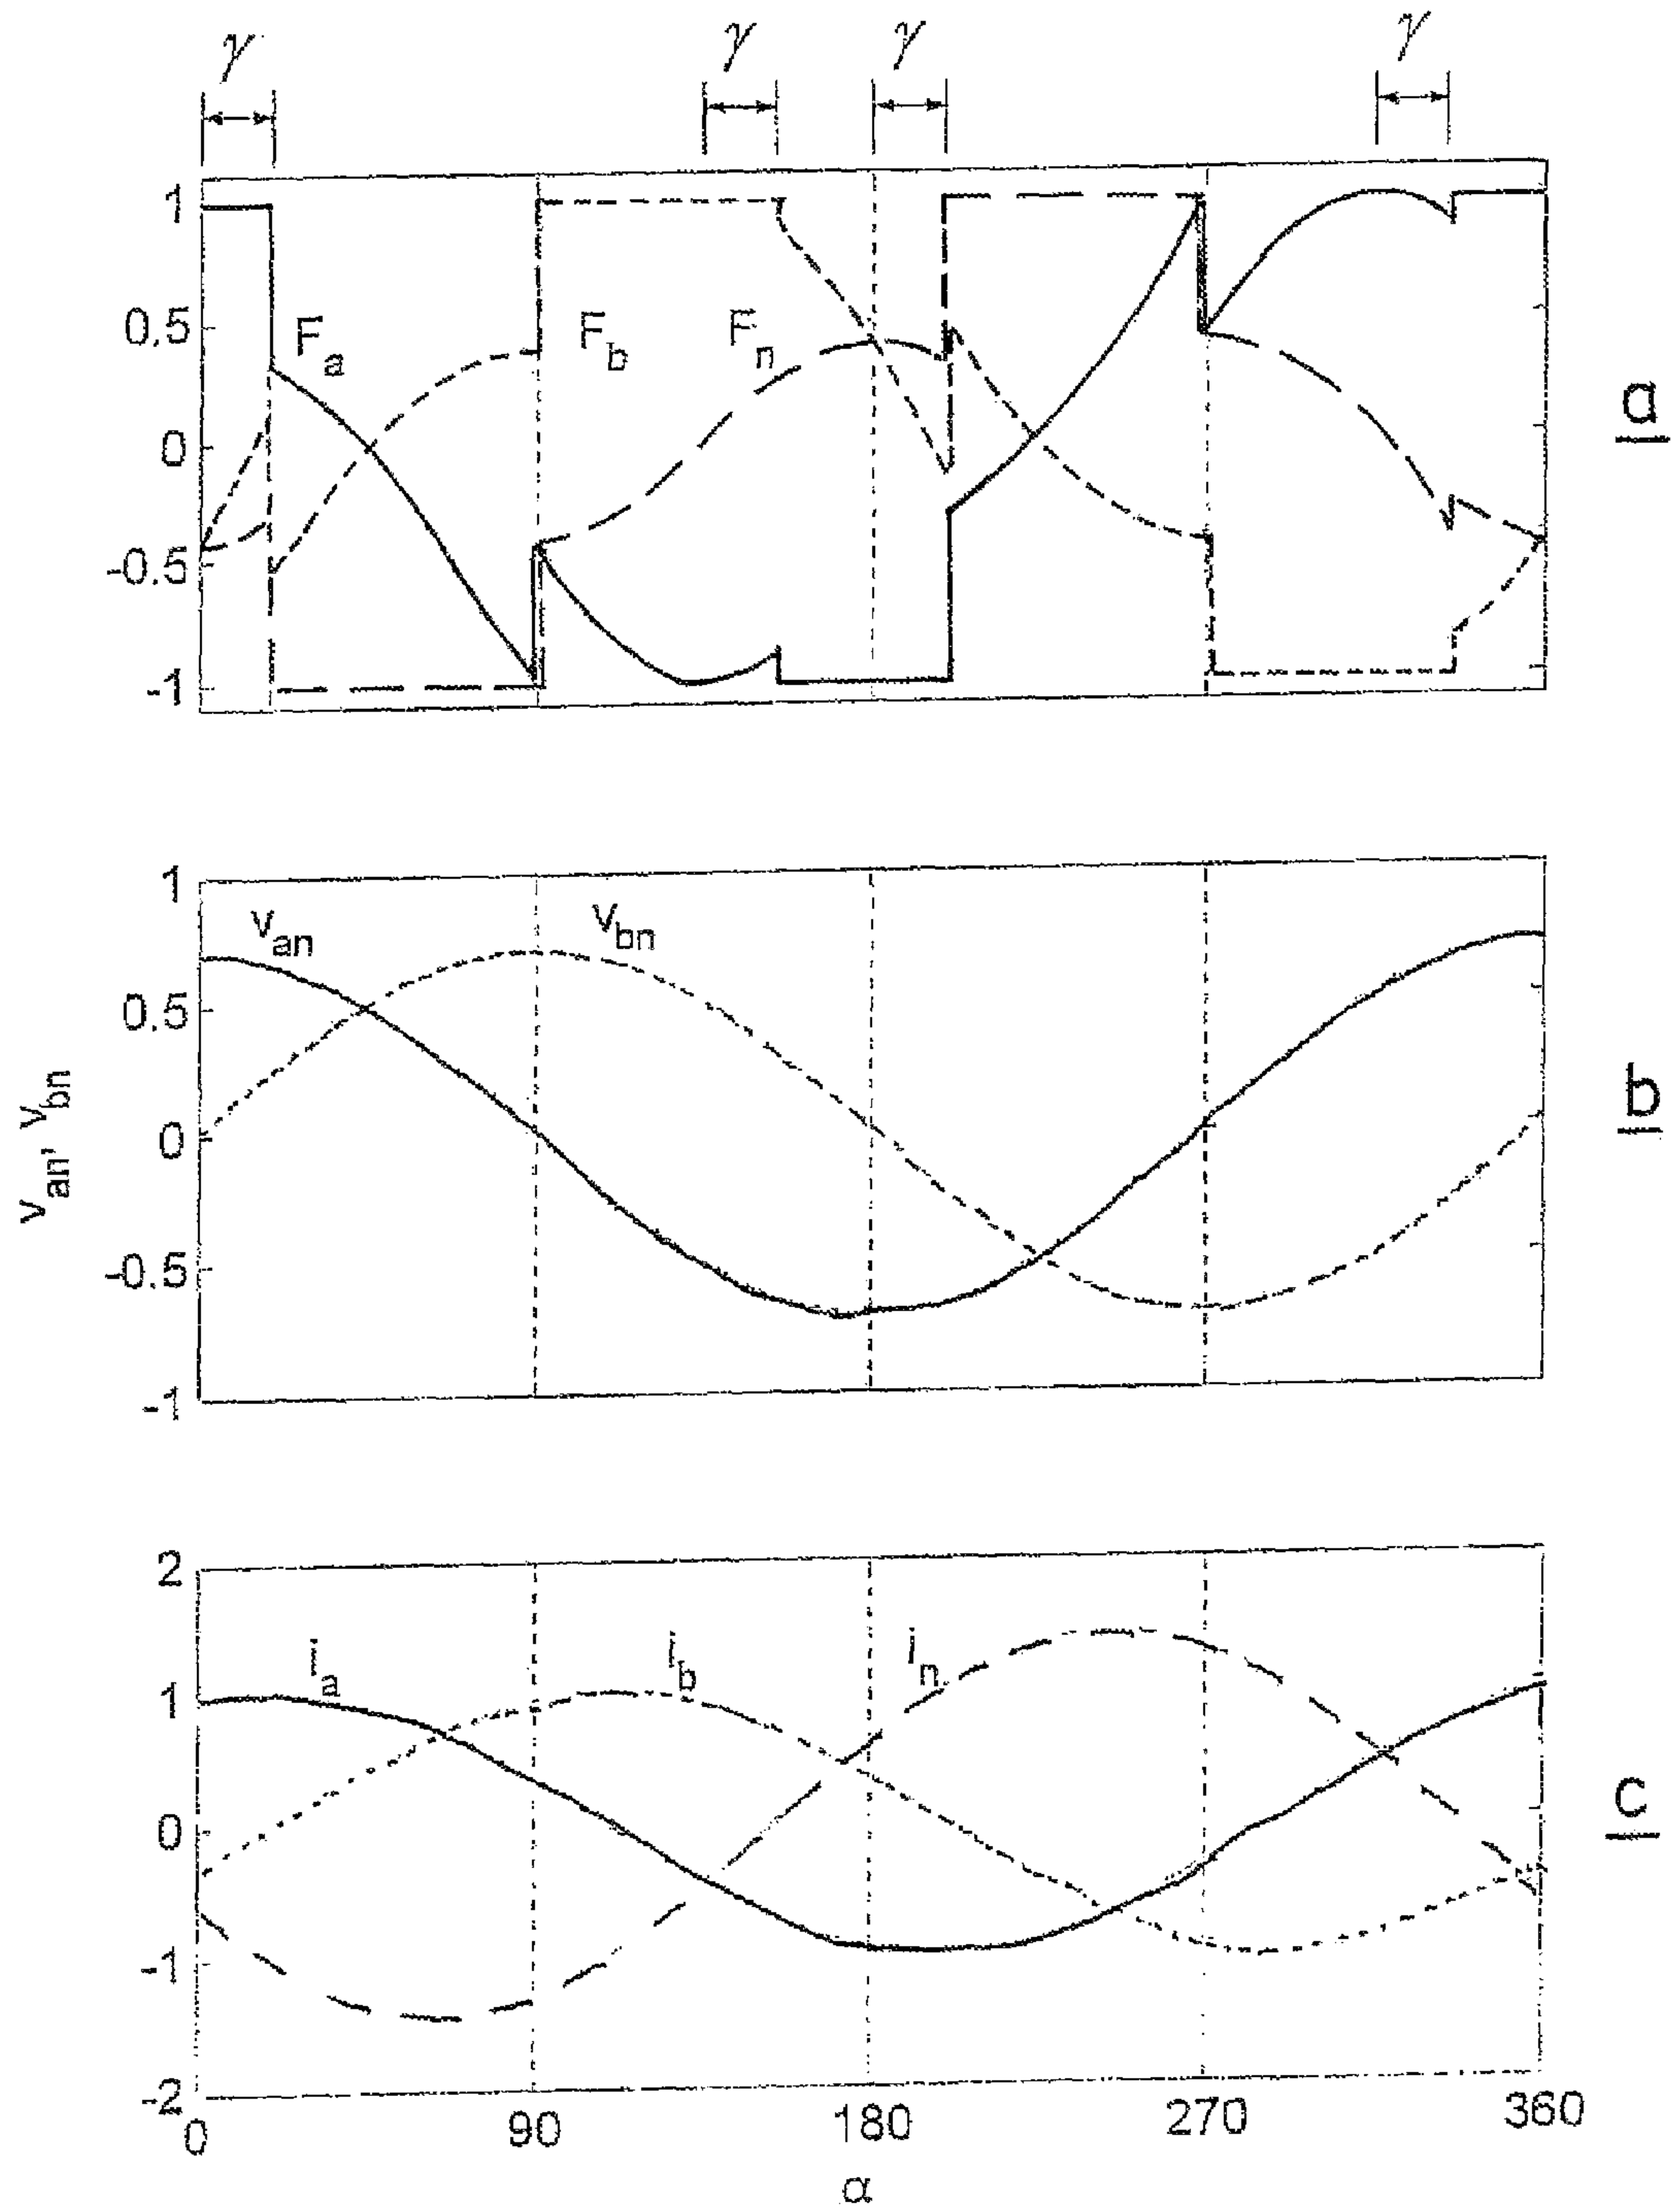 γ γ γ γ
1
0.5
0
-0.5
-1
F_a F_b F_n
a
1
0.5
0
-0.5
-1
v_an, v_bn
v_an v_bn
b
2
1
0
-1
-2
i_a i_b i_n
c
0 90 180 270 360
α